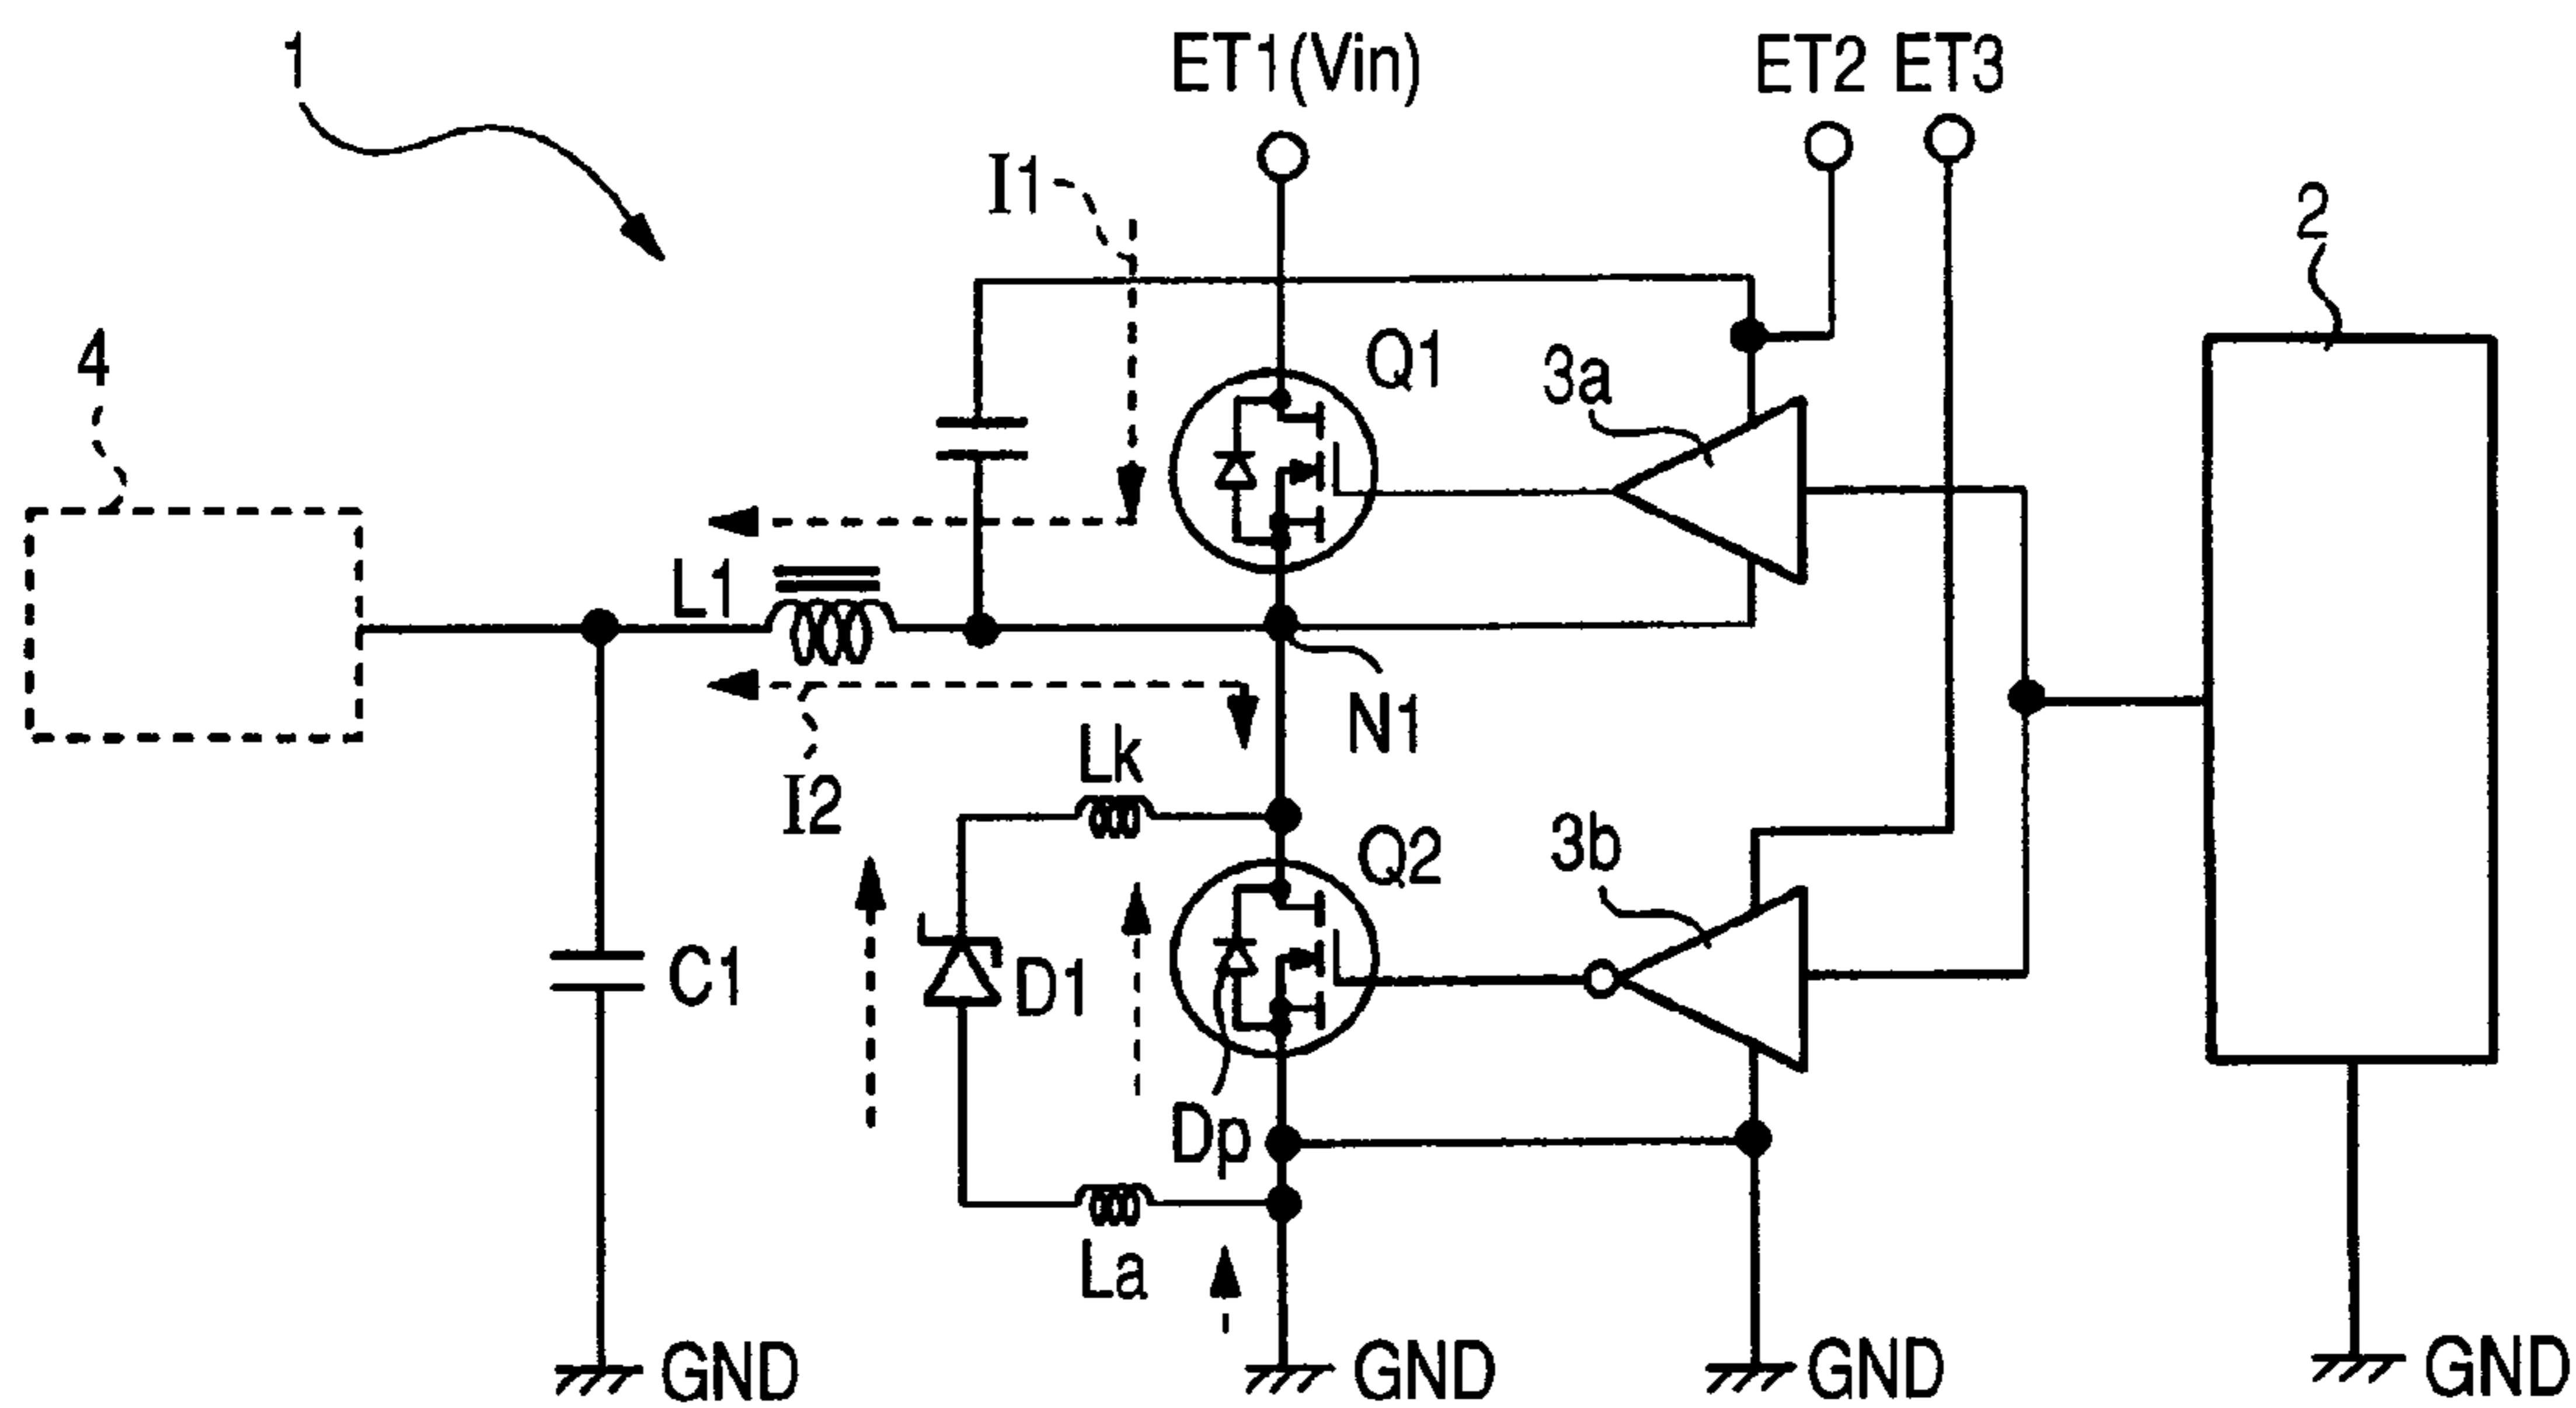 1
ET1(Vin)
ET2
ET3
I1
2
4
Q1
3a
L1
N1
Lk
I2
Q2
3b
D1
C1
Dp
La
GND
GND
GND
GND